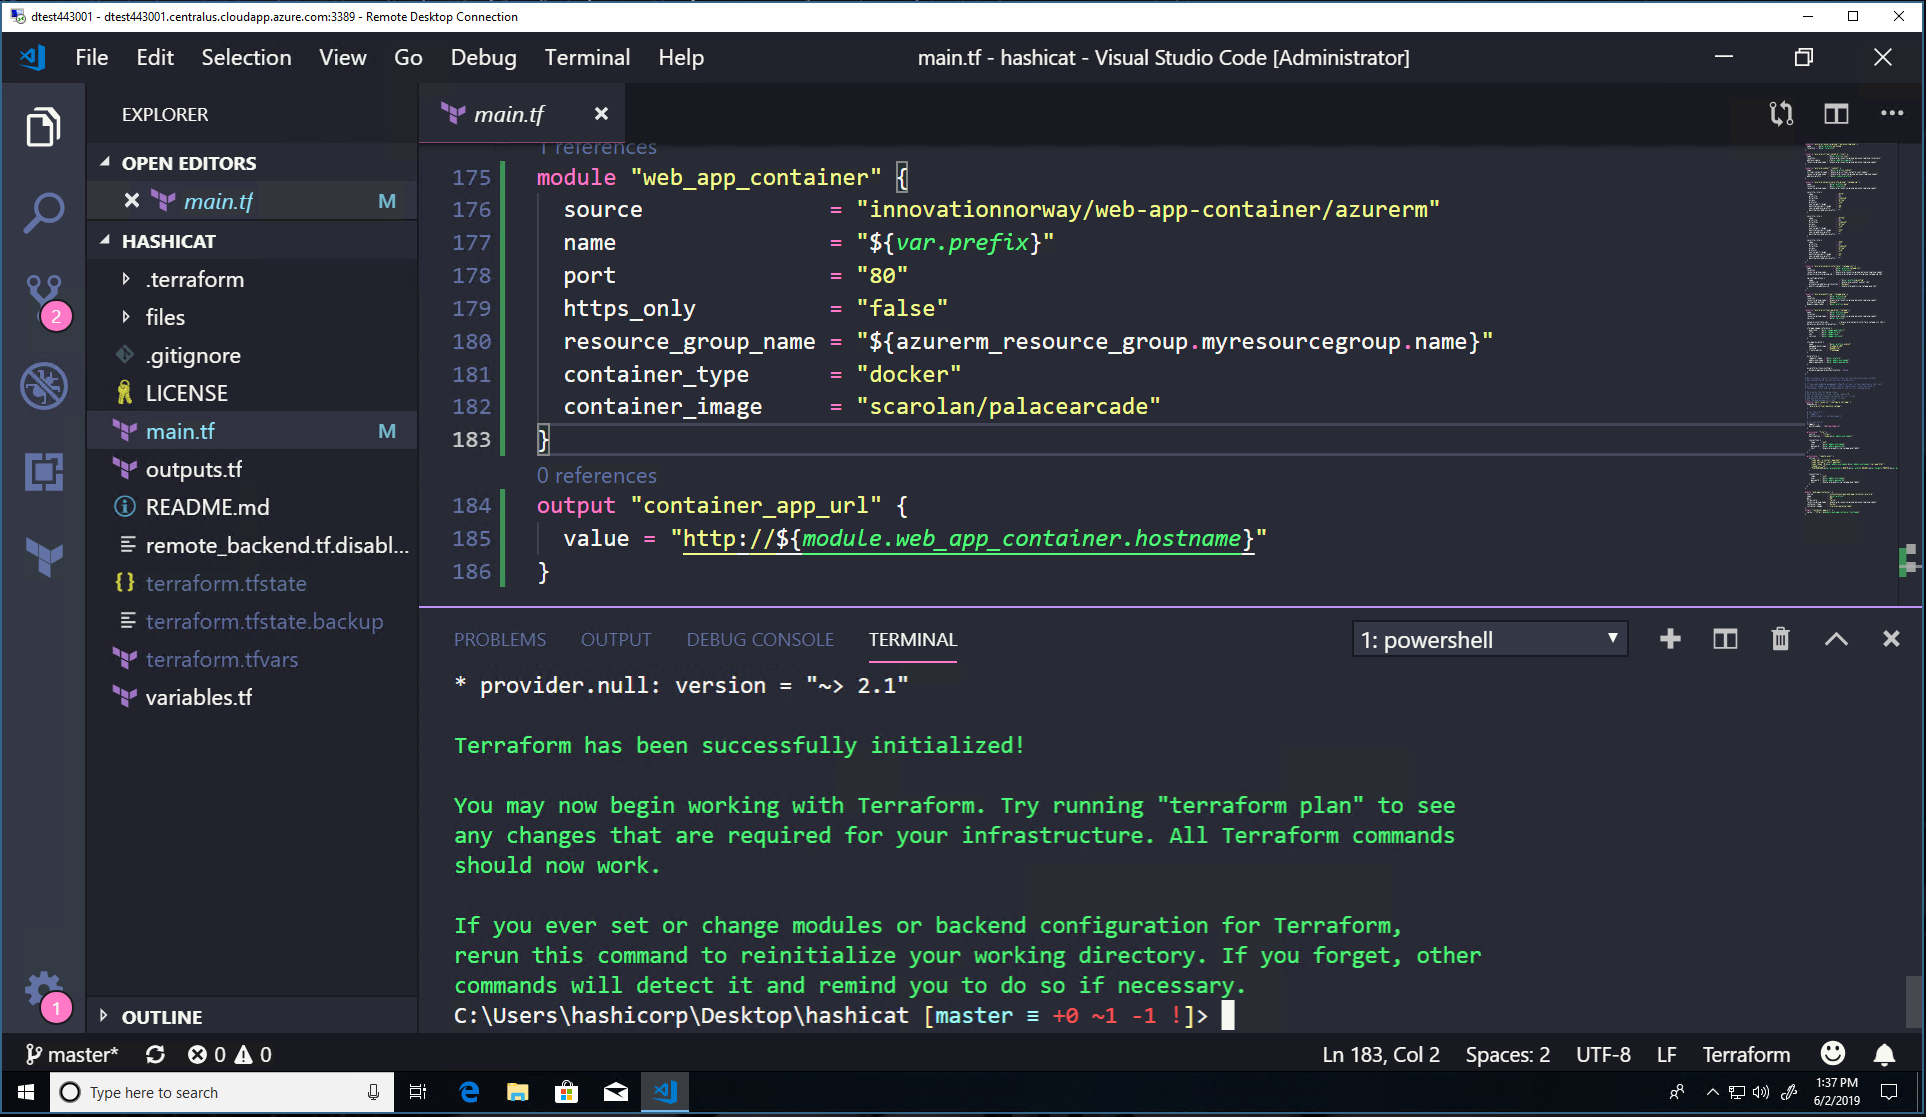 dtest443001 - dtest443001.centralus.cloudapp.azure.com:3389 - Remote Desktop Connection
File Edit Selection View Go Debug Terminal Help
main.tf - hashicat - Visual Studio Code [Administrator]
EXPLORER
OPEN EDITORS
main.tf M
HASHICAT
.terraform
files
.gitignore
LICENSE
main.tf M
outputs.tf
README.md
remote_backend.tf.disabl...
terraform.tfstate
terraform.tfstate.backup
terraform.tfvars
variables.tf
OUTLINE
2
1
main.tf
1 references
175 module "web_app_container" {
176 source = "innovationnorway/web-app-container/azurerm"
177 name = "${var.prefix}"
178 port = "80"
179 https_only = "false"
180 resource_group_name = "${azurerm_resource_group.myresourcegroup.name}"
181 container_type = "docker"
182 container_image = "scarolan/palacearcade"
183 }
0 references
184 output "container_app_url" {
185 value = "http://${module.web_app_container.hostname}"
186 }
PROBLEMS OUTPUT DEBUG CONSOLE TERMINAL
1: powershell
* provider.null: version = "~> 2.1"
Terraform has been successfully initialized!
You may now begin working with Terraform. Try running "terraform plan" to see
any changes that are required for your infrastructure. All Terraform commands
should now work.
If you ever set or change modules or backend configuration for Terraform,
rerun this command to reinitialize your working directory. If you forget, other
commands will detect it and remind you to do so if necessary.
C:\Users\hashicorp\Desktop\hashicat [master ≡ +0 ~1 -1 !]>
master* 0 0
Ln 183, Col 2 Spaces: 2 UTF-8 LF Terraform
Type here to search
1:37 PM
6/2/2019